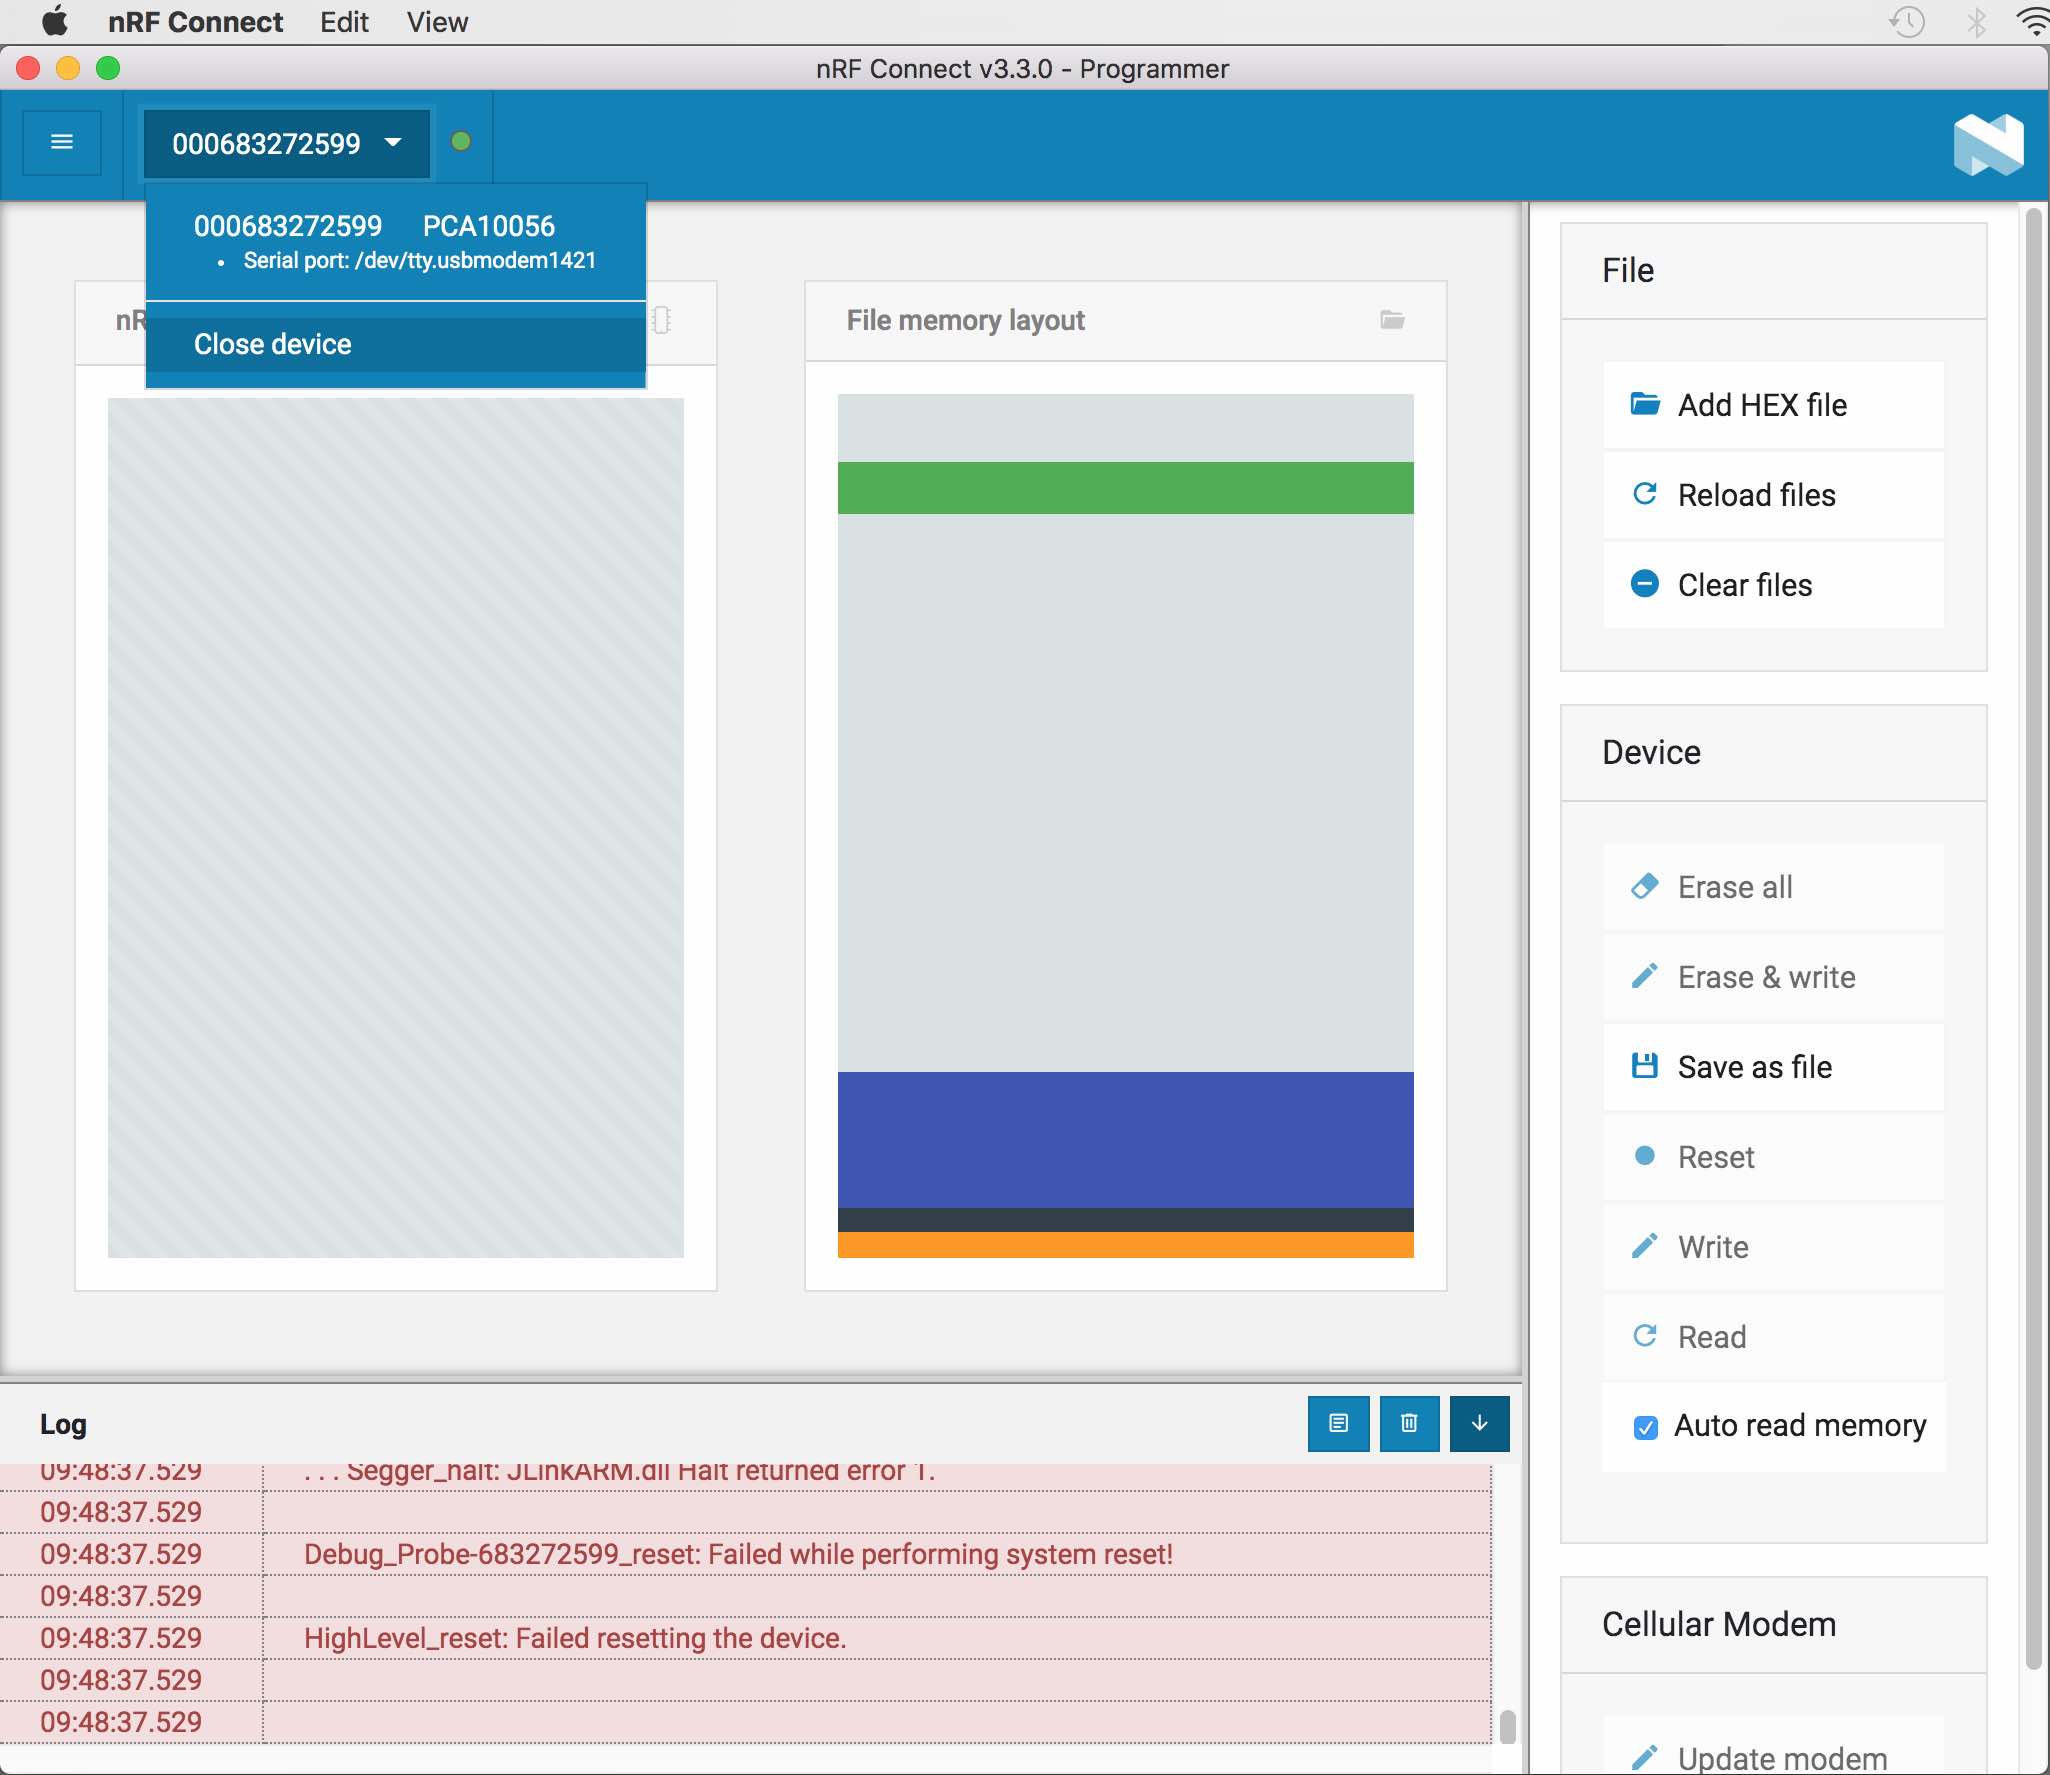 nRF Connect Edit View
nRF Connect v3.3.0 - Programmer
000683272599
000683272599 PCA10056
• Serial port: /dev/tty.usbmodem1421
Close device
nR
File memory layout
File
Add HEX file
Reload files
Clear files
Device
Erase all
Erase & write
Save as file
Reset
Write
Read
Auto read memory
Cellular Modem
Update modem
Log
09:48:37.529 . . . Segger_halt: JLinkARM.dll Halt returned error 1.
09:48:37.529
09:48:37.529 Debug_Probe-683272599_reset: Failed while performing system reset!
09:48:37.529
09:48:37.529 HighLevel_reset: Failed resetting the device.
09:48:37.529
09:48:37.529